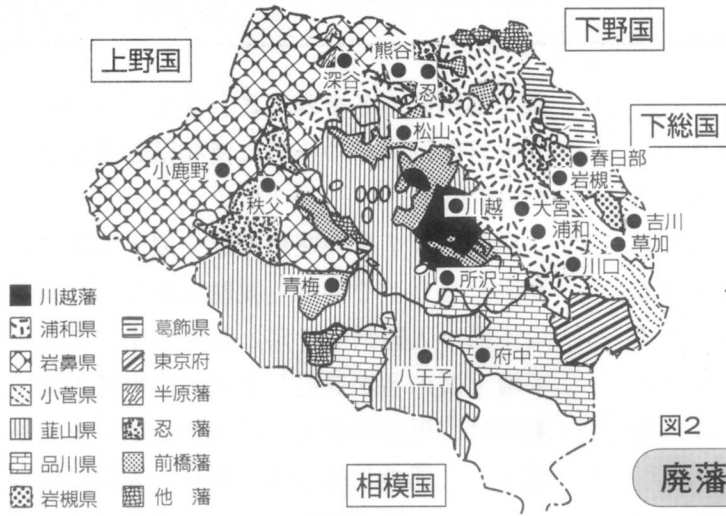 上野国
下野国
下総国
相模国
熊谷
深谷
忍
松山
小鹿野
秩父
春日部
岩槻
川越
大宮
浦和
吉川
草加
川口
青梅
所沢
八王子
府中
川越藩
浦和県
岩鼻県
小菅県
韮山県
品川県
岩槻県
葛飾県
東京府
半原藩
忍 藩
前橋藩
他 藩
図2
廃藩